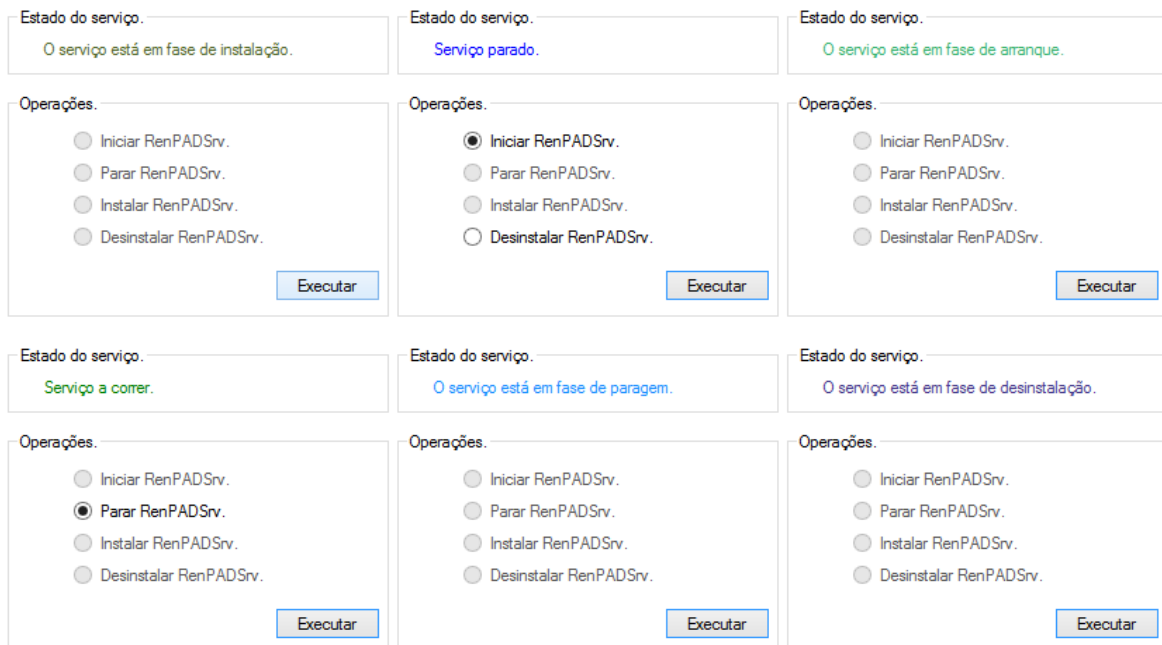 Estado do serviço.
O serviço está em fase de instalação.
Operações.
Iniciar RenPADSrv.
Parar RenPADSrv.
Instalar RenPADSrv.
Desinstalar RenPADSrv.
Executar
Estado do serviço.
Serviço parado.
Operações.
Iniciar RenPADSrv.
Parar RenPADSrv.
Instalar RenPADSrv.
Desinstalar RenPADSrv.
Executar
Estado do serviço.
O serviço está em fase de arranque.
Operações.
Iniciar RenPADSrv.
Parar RenPADSrv.
Instalar RenPADSrv.
Desinstalar RenPADSrv.
Executar
Estado do serviço.
Serviço a correr.
Operações.
Iniciar RenPADSrv.
Parar RenPADSrv.
Instalar RenPADSrv.
Desinstalar RenPADSrv.
Executar
Estado do serviço.
O serviço está em fase de paragem.
Operações.
Iniciar RenPADSrv.
Parar RenPADSrv.
Instalar RenPADSrv.
Desinstalar RenPADSrv.
Executar
Estado do serviço.
O serviço está em fase de desinstalação.
Operações.
Iniciar RenPADSrv.
Parar RenPADSrv.
Instalar RenPADSrv.
Desinstalar RenPADSrv.
Executar